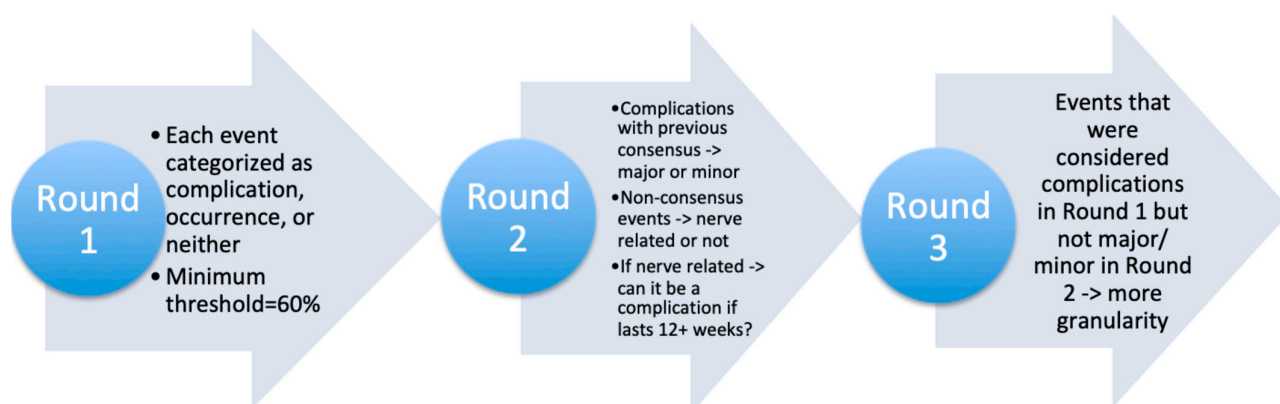 Round
1
• Each event
categorized as
complication,
occurrence, or
neither
• Minimum
threshold=60%
Round
2
•Complications
with previous
consensus ->
major or minor
•Non-consensus
events -> nerve
related or not
•If nerve related ->
can it be a
complication if
lasts 12+ weeks?
Round
3
Events that
were
considered
complications
in Round 1 but
not major/
minor in Round
2 -> more
granularity